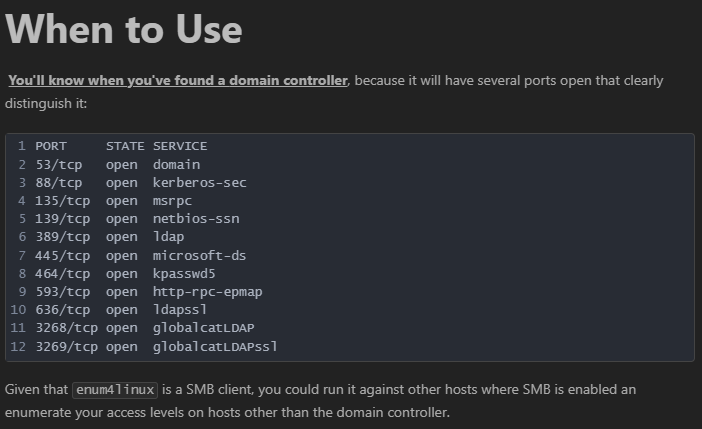 When to Use
You'll know when you've found a domain controller, because it will have several ports open that clearly
distinguish it:
1 PORT     STATE SERVICE
2 53/tcp   open  domain
3 88/tcp   open  kerberos-sec
4 135/tcp  open  msrpc
5 139/tcp  open  netbios-ssn
6 389/tcp  open  ldap
7 445/tcp  open  microsoft-ds
8 464/tcp  open  kpasswd5
9 593/tcp  open  http-rpc-epmap
10 636/tcp  open  ldapssl
11 3268/tcp open  globalcatLDAP
12 3269/tcp open  globalcatLDAPssl
Given that enum4linux is a SMB client, you could run it against other hosts where SMB is enabled an
enumerate your access levels on hosts other than the domain controller.